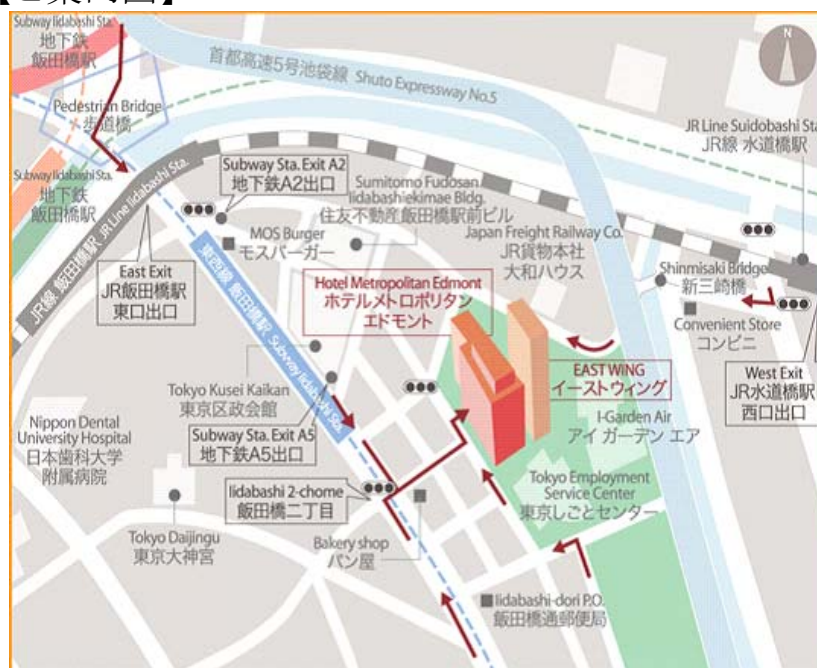 【ご案内図】
Subway Iidabashi Sta.
地下鉄
飯田橋駅
首都高速5号池袋線 Shuto Expressway No.5
N
Pedestrian Bridge
歩道橋
JR Line Suidobashi Sta
JR線 水道橋駅
Subway Iidabashi Sta.
地下鉄
飯田橋駅
JR線 飯田橋駅 JR Line Iidabashi Sta.
Subway Sta. Exit A2
地下鉄A2出口
Sumitomo Fudosan
Iidabashiekimae Bldg.
住友不動産飯田橋駅前ビル
MOS Burger
モスバーガー
Japan Freight Railway Co.
JR貨物本社
大和ハウス
East Exit
JR飯田橋駅
東口出口
東西線 飯田橋駅 Subway Iidabashi Sta.
Hotel Metropolitan Edmont
ホテルメトロポリタン
エドモント
Shinmisaki Bridge
新三崎橋
Convenient Store
コンビニ
West Exit
JR水道橋駅
西口出口
EAST WING
イーストウィング
Tokyo Kusei Kaikan
東京区政会館
I-Garden Air
アイ ガーデン エア
Nippon Dental
University Hospital
日本歯科大学
附属病院
Subway Sta. Exit A5
地下鉄A5出口
Tokyo Employment
Service Center
東京しごとセンター
Iidabashi 2-chome
飯田橋二丁目
Tokyo Daijingu
東京大神宮
Bakery shop
パン屋
Iidabashi-dori P.O.
飯田橋通郵便局